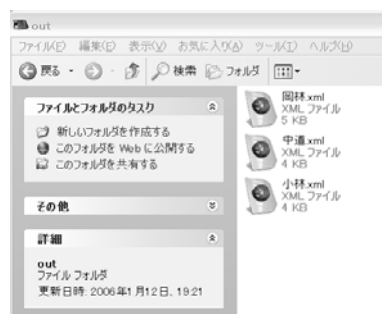 out
ファイル(F) 編集(E) 表示(V) お気に入り(A) ツール(T) ヘルプ(H)
戻る 検索 フォルダ
ファイルとフォルダのタスク
新しいフォルダを作成する
このフォルダを Web に公開する
このフォルダを共有する
その他
詳細
out
ファイル フォルダ
更新日時: 2006年1月12日、19:21
岡林.xml
XML ファイル
5 KB
中道.xml
XML ファイル
4 KB
小林.xml
XML ファイル
4 KB